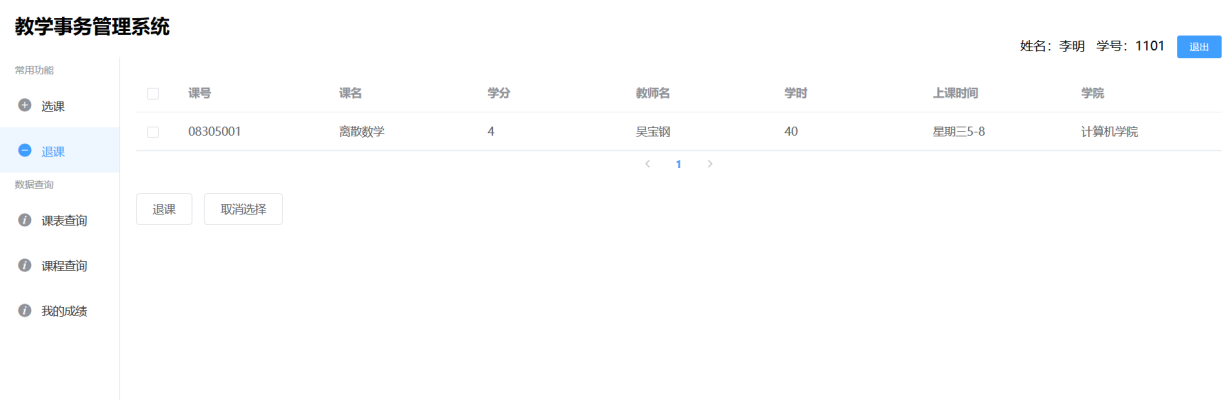 教学事务管理系统
姓名：李明 学号：1101 退出
常用功能
选课
退课
数据查询
课表查询
课程查询
我的成绩
课号 课名 学分 教师名 学时 上课时间 学院
08305001 离散数学 4 吴宝钢 40 星期三5-8 计算机学院
< 1 >
退课 取消选择